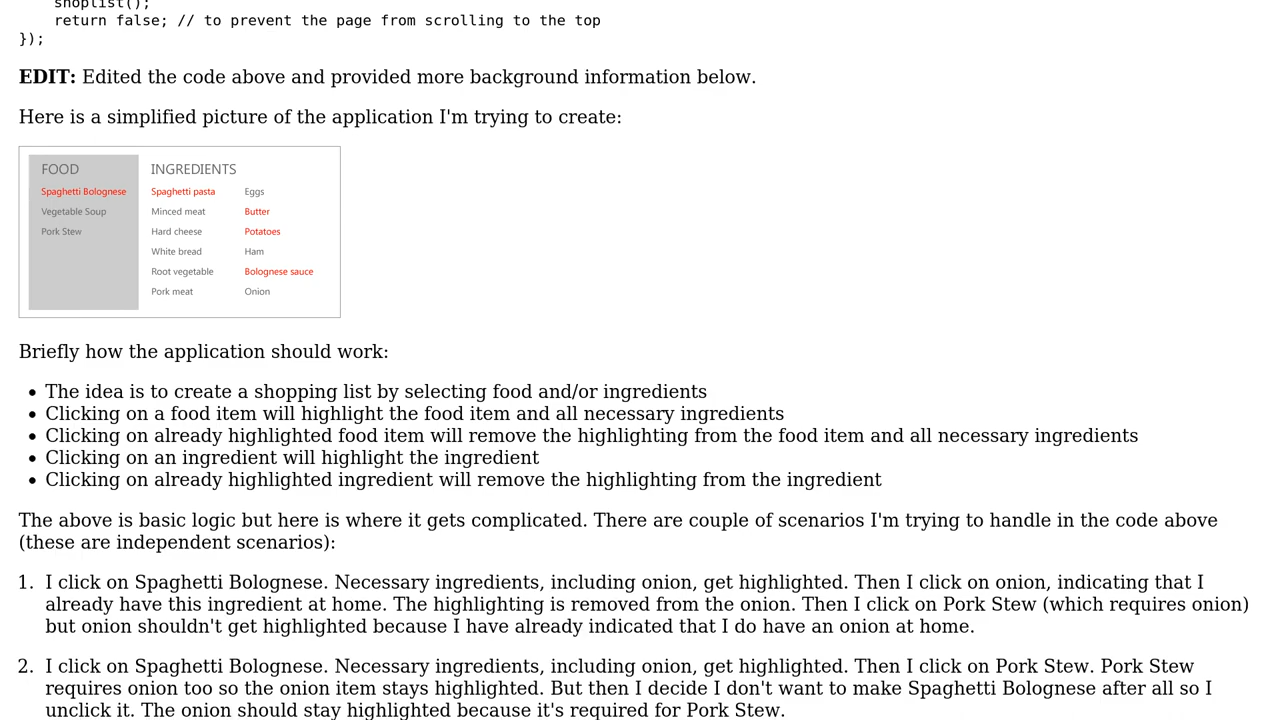 shoplist();
return false; // to prevent the page from scrolling to the top
});
EDIT: Edited the code above and provided more background information below.
Here is a simplified picture of the application I'm trying to create:
FOOD INGREDIENTS
Spaghetti Bolognese Spaghetti pasta Eggs
Vegetable Soup Minced meat Butter
Pork Stew Hard cheese Potatoes
White bread Ham
Root vegetable Bolognese sauce
Pork meat Onion
Briefly how the application should work:
• The idea is to create a shopping list by selecting food and/or ingredients
• Clicking on a food item will highlight the food item and all necessary ingredients
• Clicking on already highlighted food item will remove the highlighting from the food item and all necessary ingredients
• Clicking on an ingredient will highlight the ingredient
• Clicking on already highlighted ingredient will remove the highlighting from the ingredient
The above is basic logic but here is where it gets complicated. There are couple of scenarios I'm trying to handle in the code above
(these are independent scenarios):
1. I click on Spaghetti Bolognese. Necessary ingredients, including onion, get highlighted. Then I click on onion, indicating that I
already have this ingredient at home. The highlighting is removed from the onion. Then I click on Pork Stew (which requires onion)
but onion shouldn't get highlighted because I have already indicated that I do have an onion at home.
2. I click on Spaghetti Bolognese. Necessary ingredients, including onion, get highlighted. Then I click on Pork Stew. Pork Stew
requires onion too so the onion item stays highlighted. But then I decide I don't want to make Spaghetti Bolognese after all so I
unclick it. The onion should stay highlighted because it's required for Pork Stew.